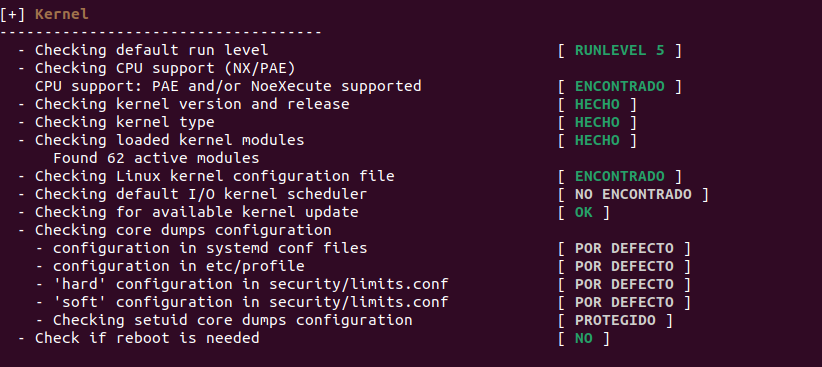 [+] Kernel
------------------------------------
- Checking default run level [ RUNLEVEL 5 ]
- Checking CPU support (NX/PAE)
CPU support: PAE and/or NoeXecute supported [ ENCONTRADO ]
- Checking kernel version and release [ HECHO ]
- Checking kernel type [ HECHO ]
- Checking loaded kernel modules [ HECHO ]
Found 62 active modules
- Checking Linux kernel configuration file [ ENCONTRADO ]
- Checking default I/O kernel scheduler [ NO ENCONTRADO ]
- Checking for available kernel update [ OK ]
- Checking core dumps configuration
- configuration in systemd conf files [ POR DEFECTO ]
- configuration in etc/profile [ POR DEFECTO ]
- 'hard' configuration in security/limits.conf [ POR DEFECTO ]
- 'soft' configuration in security/limits.conf [ POR DEFECTO ]
- Checking setuid core dumps configuration [ PROTEGIDO ]
- Check if reboot is needed [ NO ]